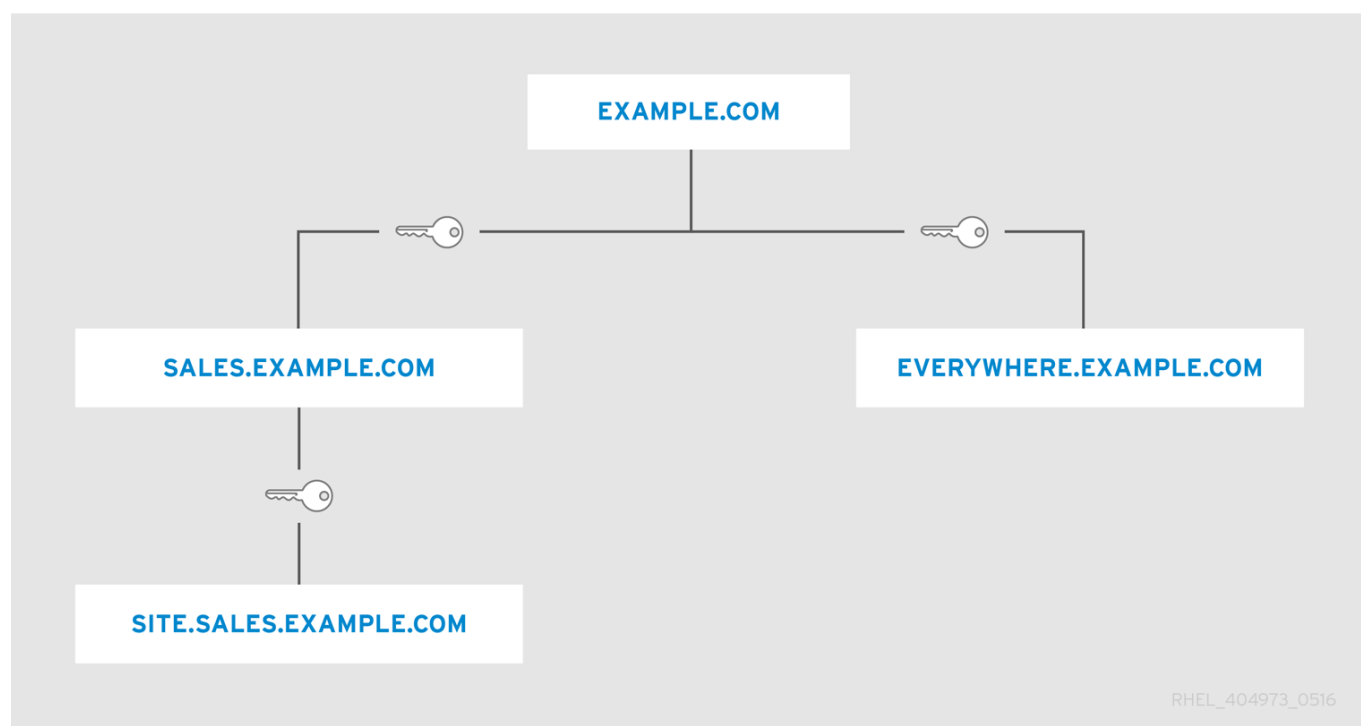 EXAMPLE.COM
SALES.EXAMPLE.COM
EVERYWHERE.EXAMPLE.COM
SITE.SALES.EXAMPLE.COM
RHEL_404973_0516